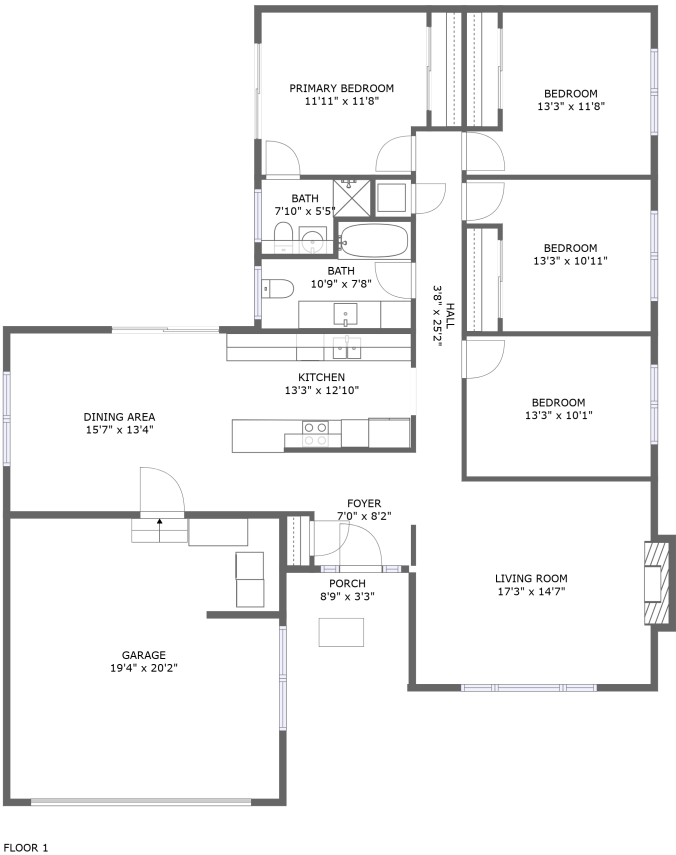 PRIMARY BEDROOM
11'11" x 11'8"
BEDROOM
13'3" x 11'8"
BATH
7'10" x 5'5"
BATH
10'9" x 7'8"
BEDROOM
13'3" x 10'11"
HALL
3'8" x 25'2"
KITCHEN
13'3" x 12'10"
DINING AREA
15'7" x 13'4"
BEDROOM
13'3" x 10'1"
FOYER
7'0" x 8'2"
PORCH
8'9" x 3'3"
LIVING ROOM
17'3" x 14'7"
GARAGE
19'4" x 20'2"
FLOOR 1